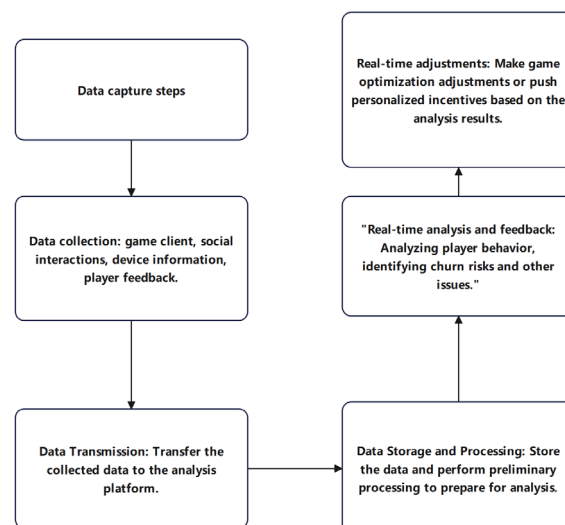 Data capture steps
Data collection: game client, social
interactions, device information,
player feedback.
Data Transmission: Transfer the
collected data to the analysis
platform.
Data Storage and Processing: Store
the data and perform preliminary
processing to prepare for analysis.
"Real-time analysis and feedback:
Analyzing player behavior,
identifying churn risks and other
issues."
Real-time adjustments: Make game
optimization adjustments or push
personalized incentives based on the
analysis results.